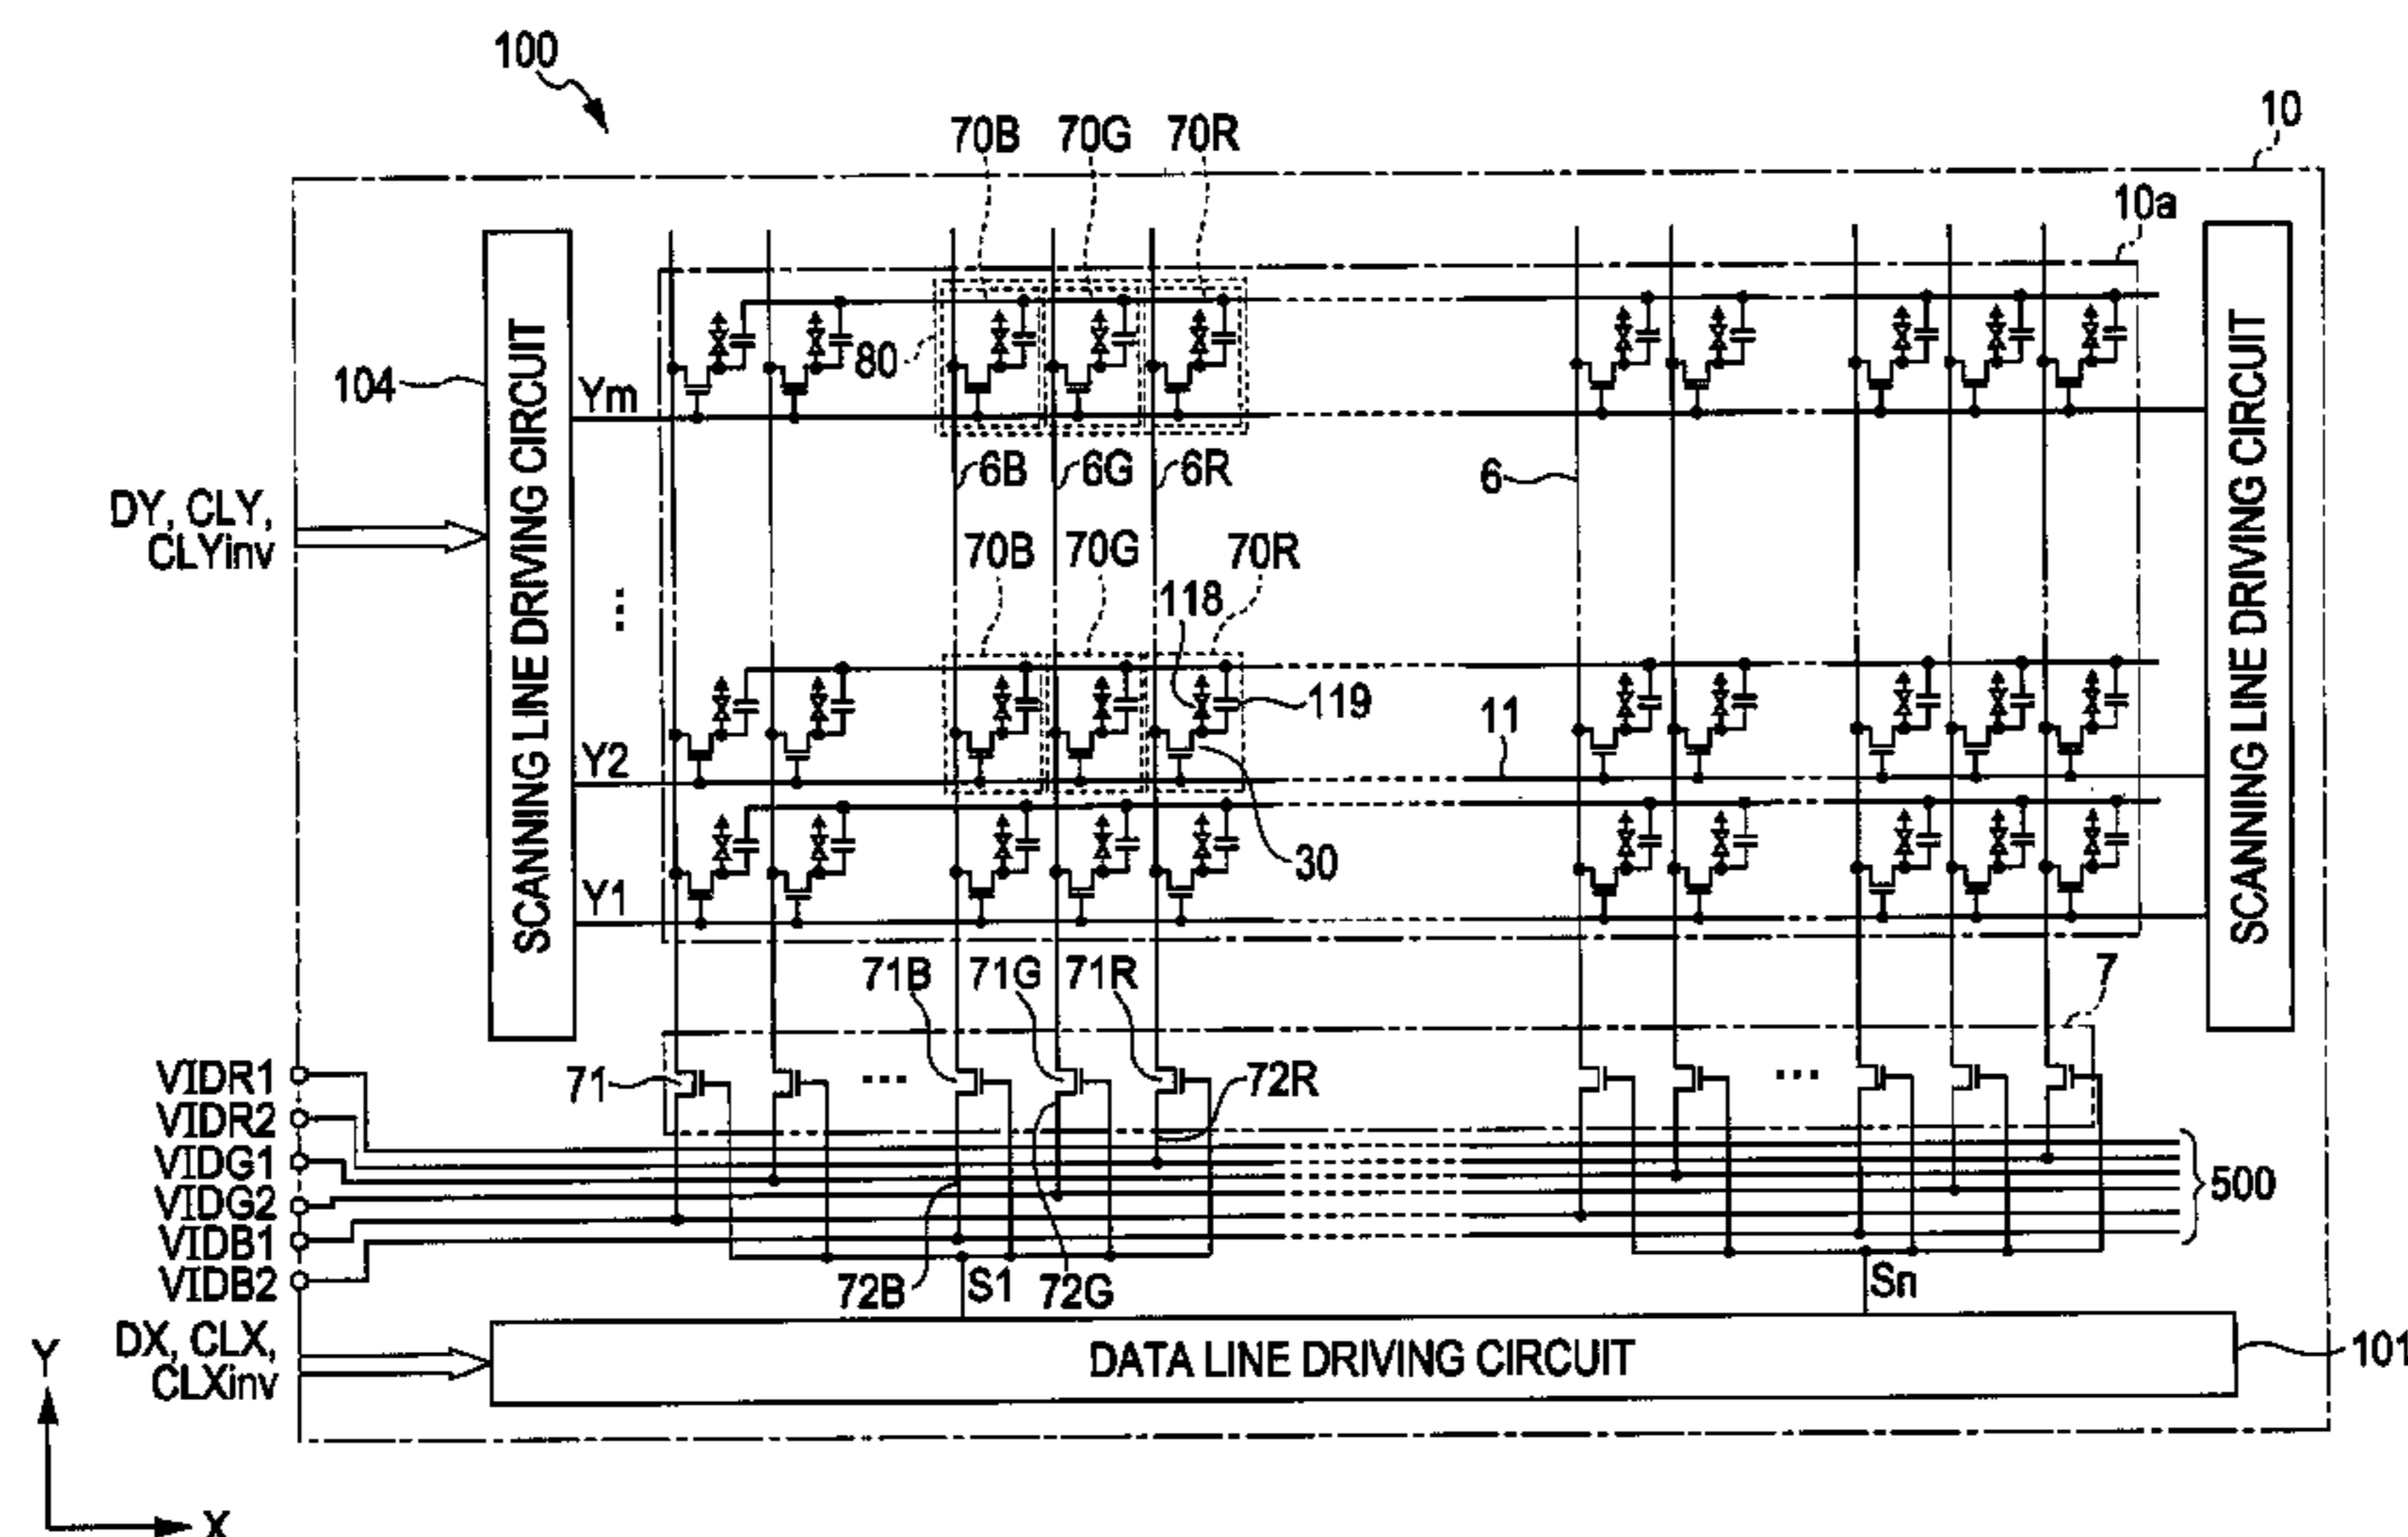 100
10
70B 70G 70R
10a
80
104
SCANNING LINE DRIVING CIRCUIT
SCANNING LINE DRIVING CIRCUIT
Ym
6B 6G 6R
6
DY, CLY,
CLYinv
70B 70G 70R
118
119
11
Y2
30
Y1
71B 71G 71R
7
71
72R
VIDR1
VIDR2
VIDG1
VIDG2
VIDB1
VIDB2
500
72B S1 72G
Sn
DX, CLX,
CLXinv
DATA LINE DRIVING CIRCUIT
101
Y
X